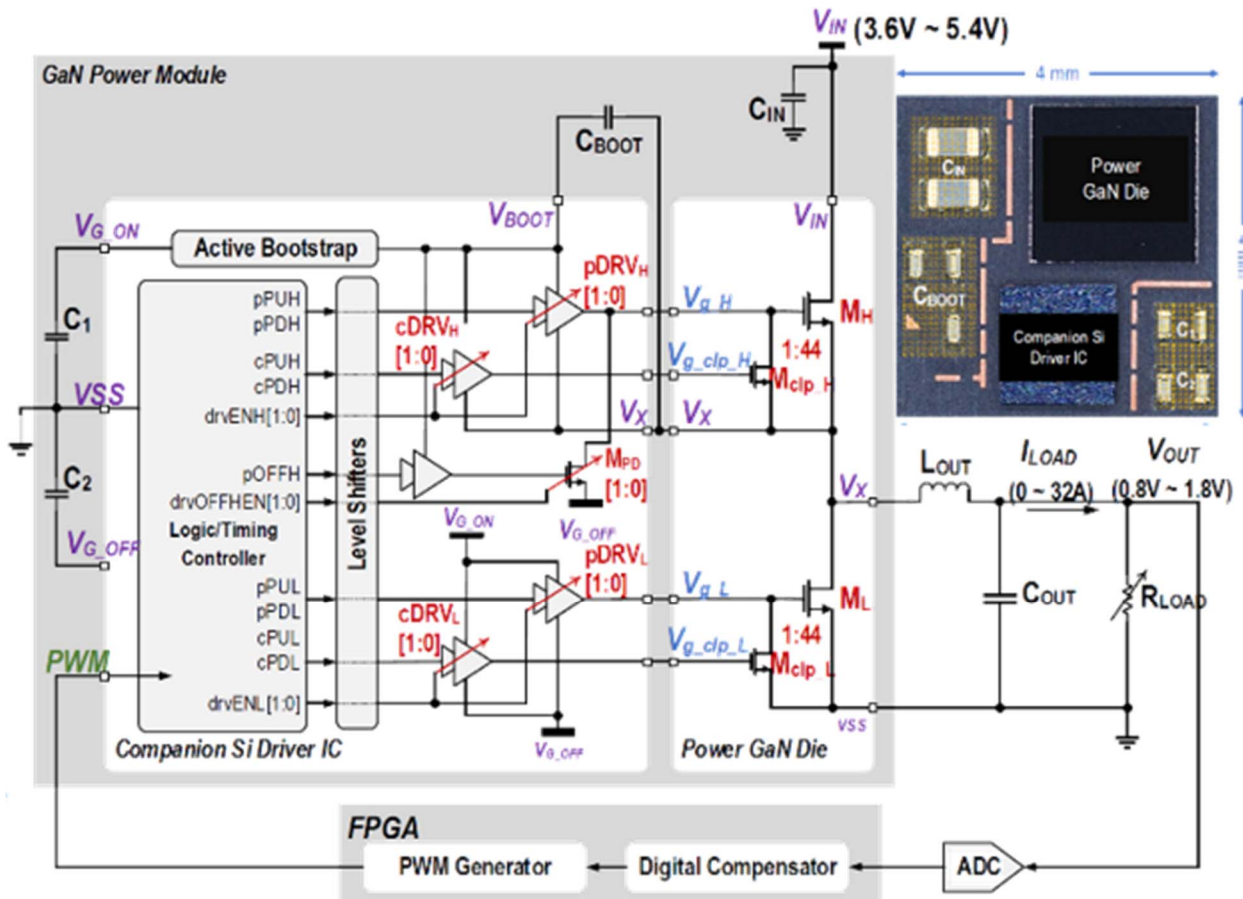 V_IN (3.6V ~ 5.4V)
GaN Power Module
4 mm
C_IN
C_BOOT
C_IN
Power
GaN Die
C_BOOT
Companion Si
Driver IC
C_1
C_2
V_G_ON
V_BOOT
V_IN
Active Bootstrap
pDRV_H
[1:0]
pPUH
pPDH
V_g_H
M_H
C_1
cDRV_H
[1:0]
1:44
cPUH
cPDH
V_g_clp_H
M_clp_H
VSS
drvENH[1:0]
V_X
V_X
Level Shifters
C_2
pOFFH
M_PD
[1:0]
drvOFFHEN[1:0]
V_X
L_OUT
I_LOAD
(0 ~ 32A)
V_OUT
(0.8V ~ 1.8V)
Logic/Timing
Controller
V_G_ON
V_G_OFF
V_G_OFF
pDRV_L
[1:0]
pPUL
pPDL
V_g_L
M_L
C_OUT
R_LOAD
cDRV_L
[1:0]
1:44
cPUL
cPDL
V_g_clp_L
M_clp_L
PWM
drvENL[1:0]
VSS
V_G_OFF
Companion Si Driver IC
Power GaN Die
FPGA
PWM Generator
Digital Compensator
ADC